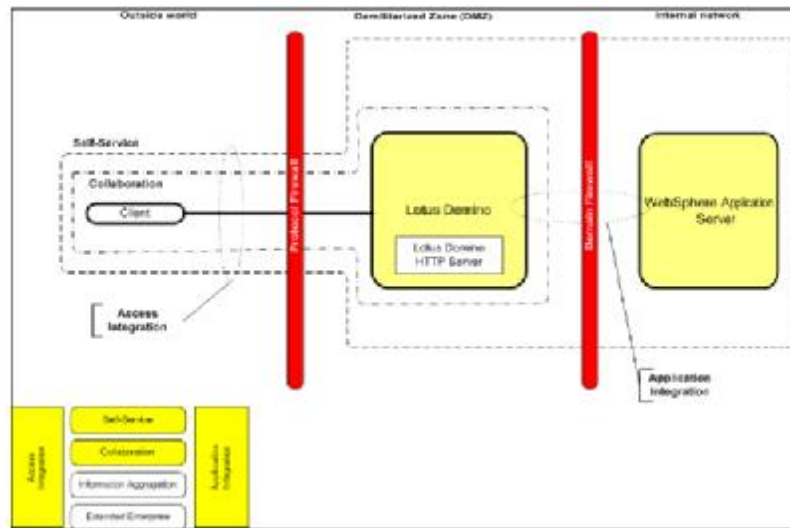 Outside world
Demilitarized Zone (DMZ)
Internal network
Self-Service
Collaboration
Client
Protocol Firewall
Lotus Domino
Lotus Domino
HTTP Server
Domain Firewall
WebSphere Application
Server
Access
Integration
Application
Integration
Access
Integration
Self-Service
Collaboration
Information Aggregation
Extended Enterprise
Application
Integration